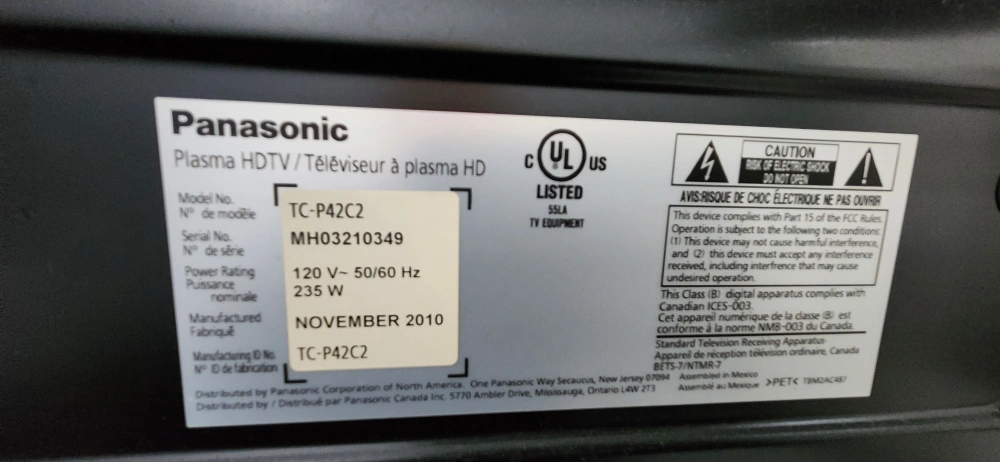 Panasonic
Plasma HDTV / Téléviseur à plasma HD
Model No.
N° de modèle
TC-P42C2
Serial No.
N° de série
MH03210349
Power Rating
Puissance
nominale
120 V~ 50/60 Hz
235 W
Manufactured
Fabriqué
NOVEMBER 2010
Manufacturing ID No.
N° ID de fabrication
TC-P42C2
C UL US
LISTED
55LA
TV EQUIPMENT
CAUTION
RISK OF ELECTRIC SHOCK
DO NOT OPEN
AVIS:RISQUE DE CHOC ÉLECTRIQUE NE PAS OUVRIR
This device complies with Part 15 of the FCC Rules.
Operation is subject to the following two conditions:
(1) This device may not cause harmful interference,
and (2) this device must accept any interference
received, including interfrence that may cause
undesired operation.
This Class (B) digital apparatus complies with
Canadian ICES-003.
Cet appareil numérique de la classe (B) est
conforme à la norme NMB-003 du Canada.
Standard Television Receiving Apparatus-
Appareil de réception télévision ordinaire, Canada
BETS-7/NTMR-7
Distributed by Panasonic Corporation of North America. One Panasonic Way Secaucus, New Jersey 07094
Distributed by / Distribué par Panasonic Canada Inc. 5770 Ambler Drive, Mississauga, Ontario L4W 2T3
Assembled in Mexico
Assemblé au Mexique
>PET<